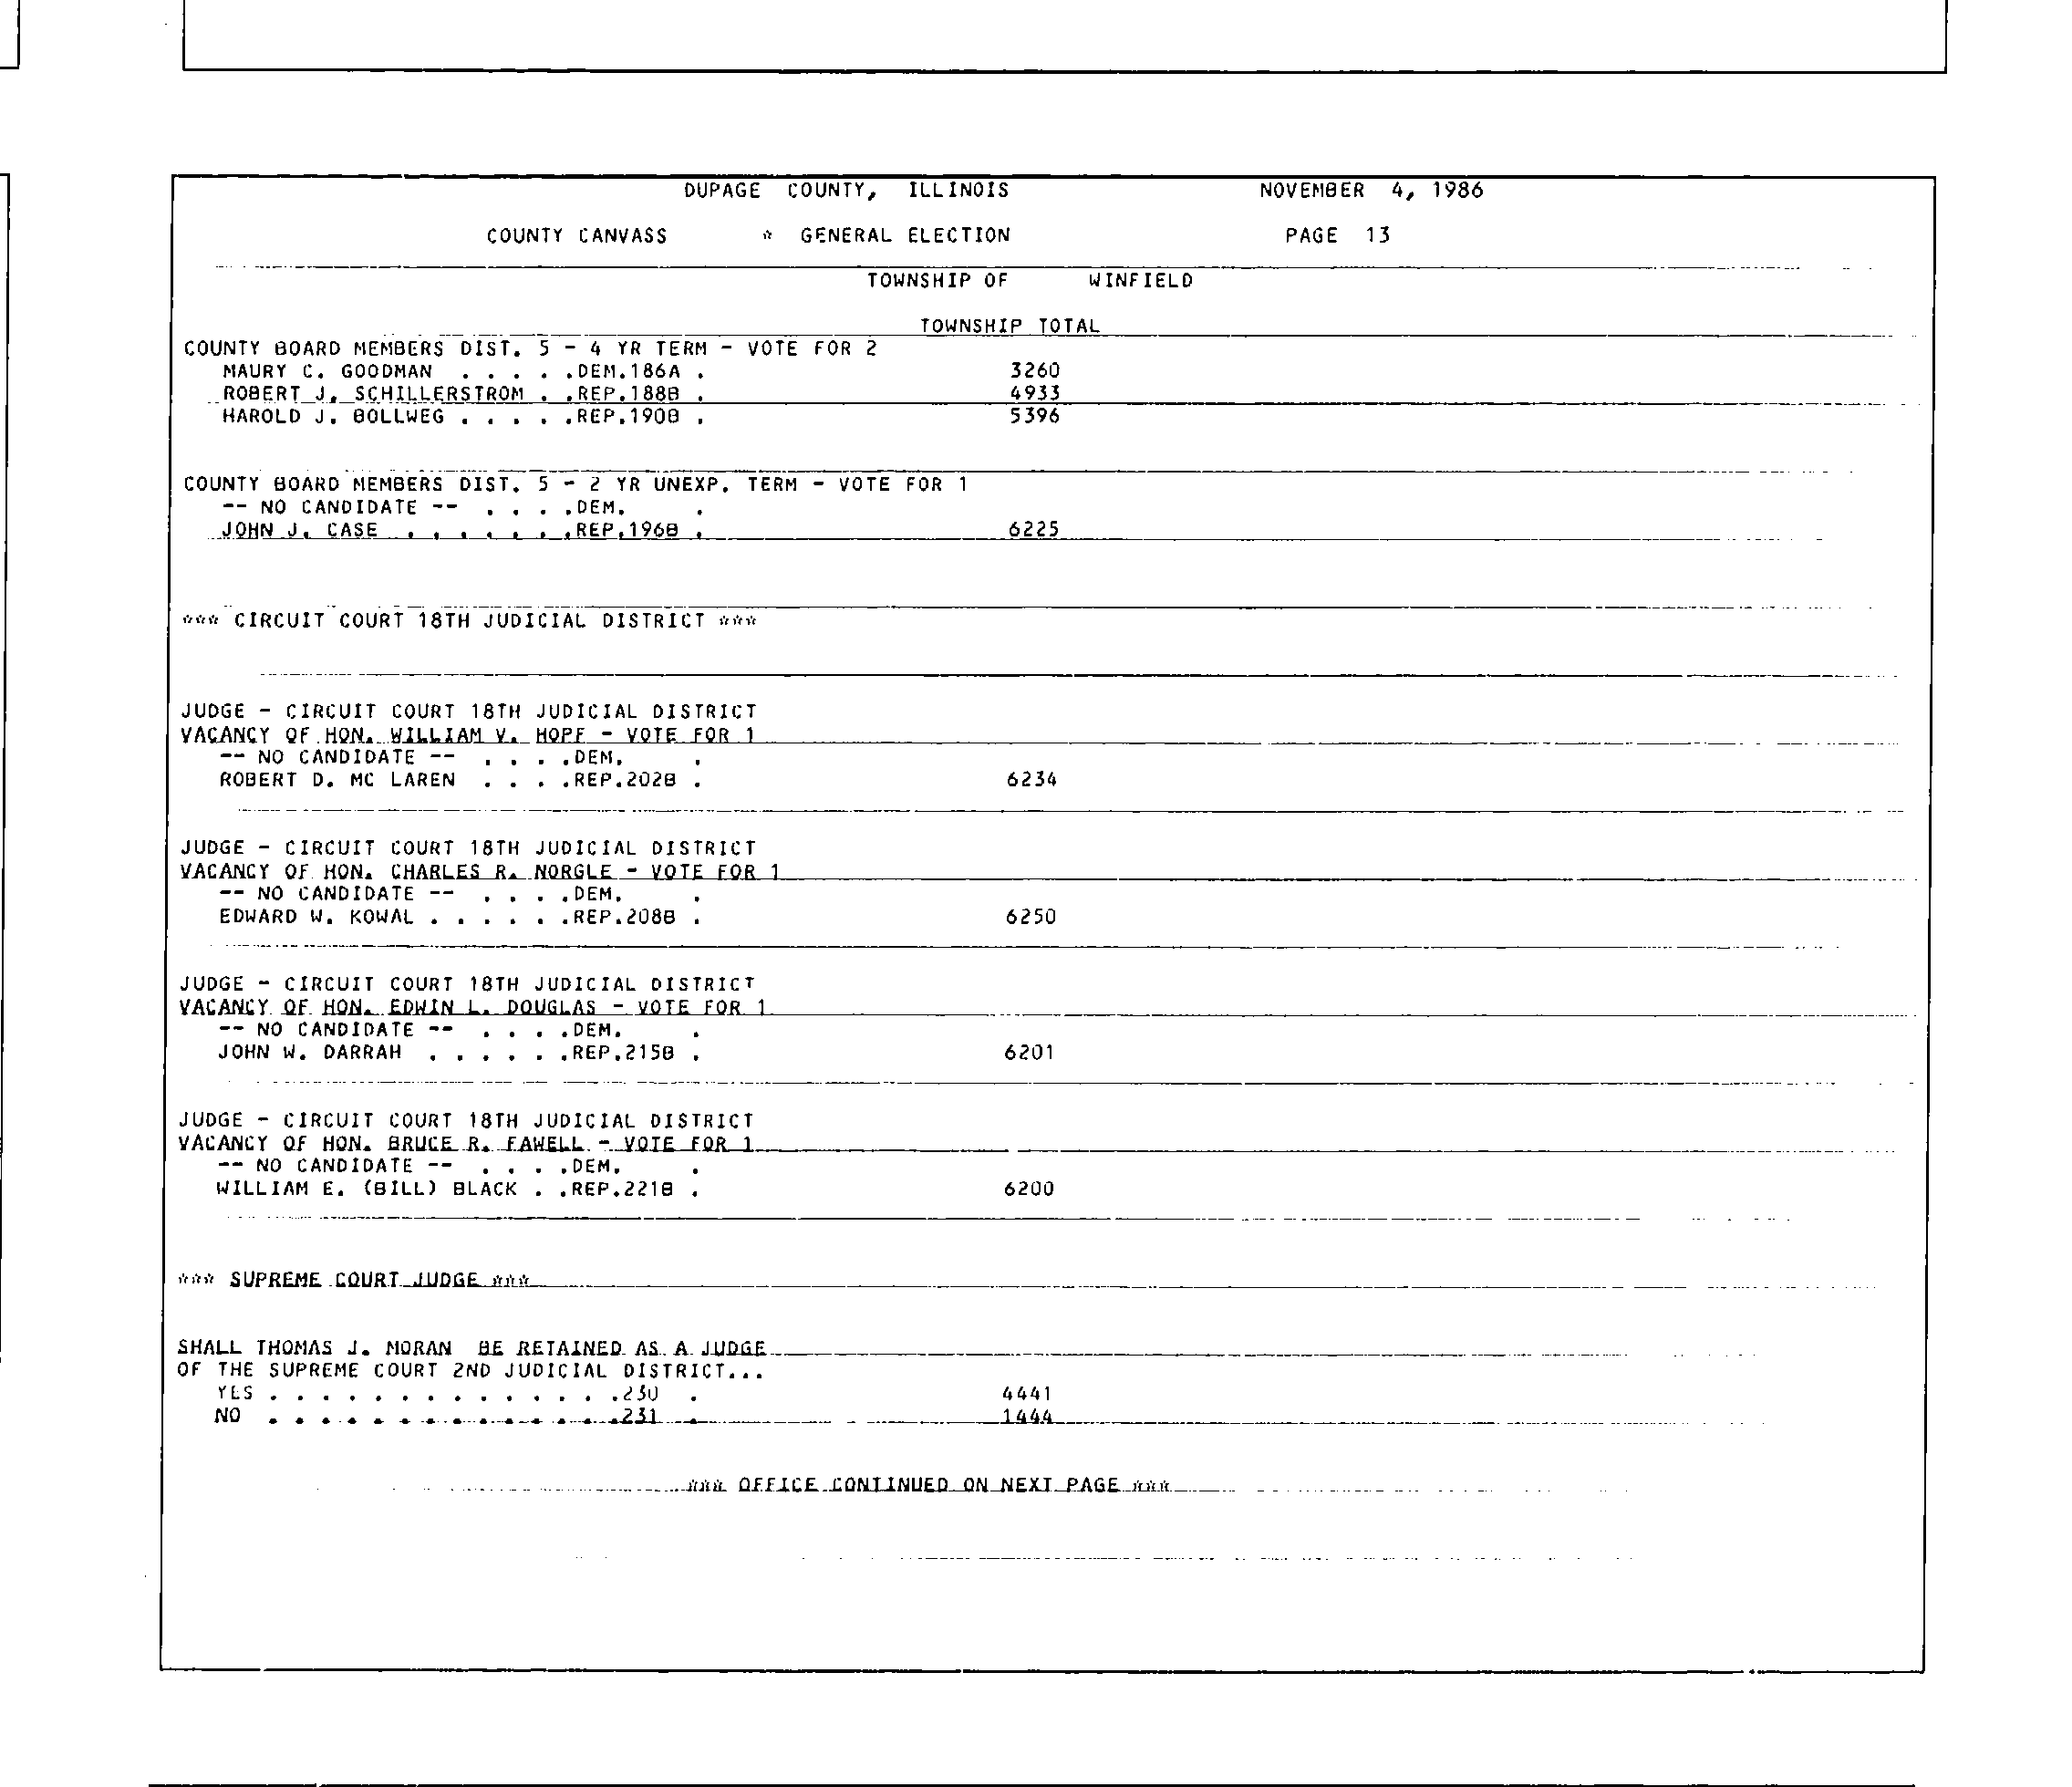 DUPAGE COUNTY, ILLINOIS NOVEMBER 4, 1986
COUNTY CANVASS * GENERAL ELECTION PAGE 13
TOWNSHIP OF WINFIELD
TOWNSHIP TOTAL
COUNTY BOARD MEMBERS DIST. 5 - 4 YR TERM - VOTE FOR 2
MAURY C. GOODMAN . . . . .DEM.186A . 3260
ROBERT J. SCHILLERSTROM . .REP.188B . 4933
HAROLD J. BOLLWEG . . . . .REP.190B . 5396
COUNTY BOARD MEMBERS DIST. 5 - 2 YR UNEXP. TERM - VOTE FOR 1
-- NO CANDIDATE -- . . . .DEM. .
JOHN J. CASE . . . . . . .REP.196B . 6225
*** CIRCUIT COURT 18TH JUDICIAL DISTRICT ***
JUDGE - CIRCUIT COURT 18TH JUDICIAL DISTRICT
VACANCY OF HON. WILLIAM V. HOPF - VOTE FOR 1
-- NO CANDIDATE -- . . . .DEM. .
ROBERT D. MC LAREN . . . .REP.202B . 6234
JUDGE - CIRCUIT COURT 18TH JUDICIAL DISTRICT
VACANCY OF HON. CHARLES R. NORGLE - VOTE FOR 1
-- NO CANDIDATE -- . . . .DEM. .
EDWARD W. KOWAL . . . . . .REP.208B . 6250
JUDGE - CIRCUIT COURT 18TH JUDICIAL DISTRICT
VACANCY OF HON. EDWIN L. DOUGLAS - VOTE FOR 1
-- NO CANDIDATE -- . . . .DEM. .
JOHN W. DARRAH . . . . . .REP.215B . 6201
JUDGE - CIRCUIT COURT 18TH JUDICIAL DISTRICT
VACANCY OF HON. BRUCE R. FAWELL - VOTE FOR 1
-- NO CANDIDATE -- . . . .DEM. .
WILLIAM E. (BILL) BLACK . .REP.221B . 6200
*** SUPREME COURT JUDGE ***
SHALL THOMAS J. MORAN BE RETAINED AS A JUDGE
OF THE SUPREME COURT 2ND JUDICIAL DISTRICT...
YES . . . . . . . . . . . . . .230 . 4441
NO . . . . . . . . . . . . . .231 . 1444
*** OFFICE CONTINUED ON NEXT PAGE ***